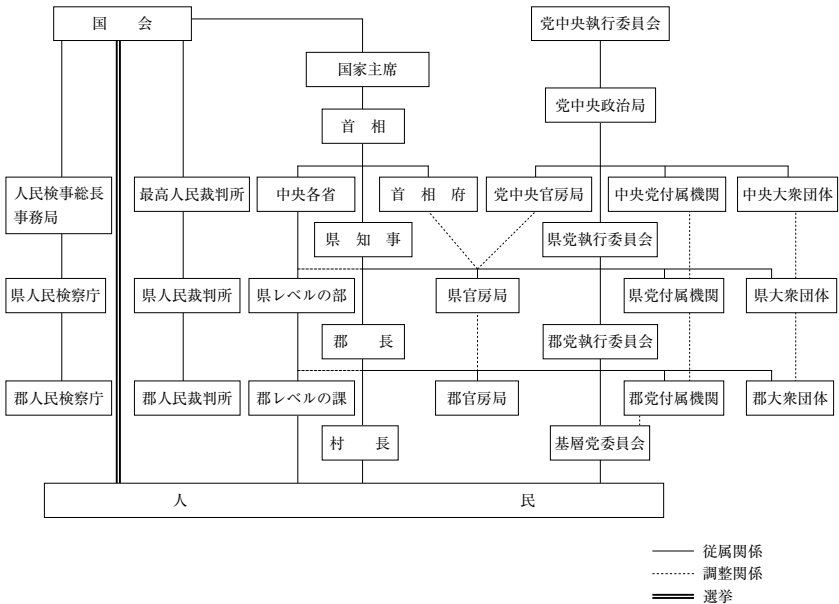 国　会
党中央執行委員会
国家主席
党中央政治局
首　相
人民検事総長
事務局
最高人民裁判所
中央各省
首　相　府
党中央官房局
中央党付属機関
中央大衆団体
県　知　事
県党執行委員会
県人民検察庁
県人民裁判所
県レベルの部
県官房局
県党付属機関
県大衆団体
郡　長
郡党執行委員会
郡人民検察庁
郡人民裁判所
郡レベルの課
郡官房局
郡党付属機関
郡大衆団体
村　長
基層党委員会
人　民
従属関係
調整関係
選挙